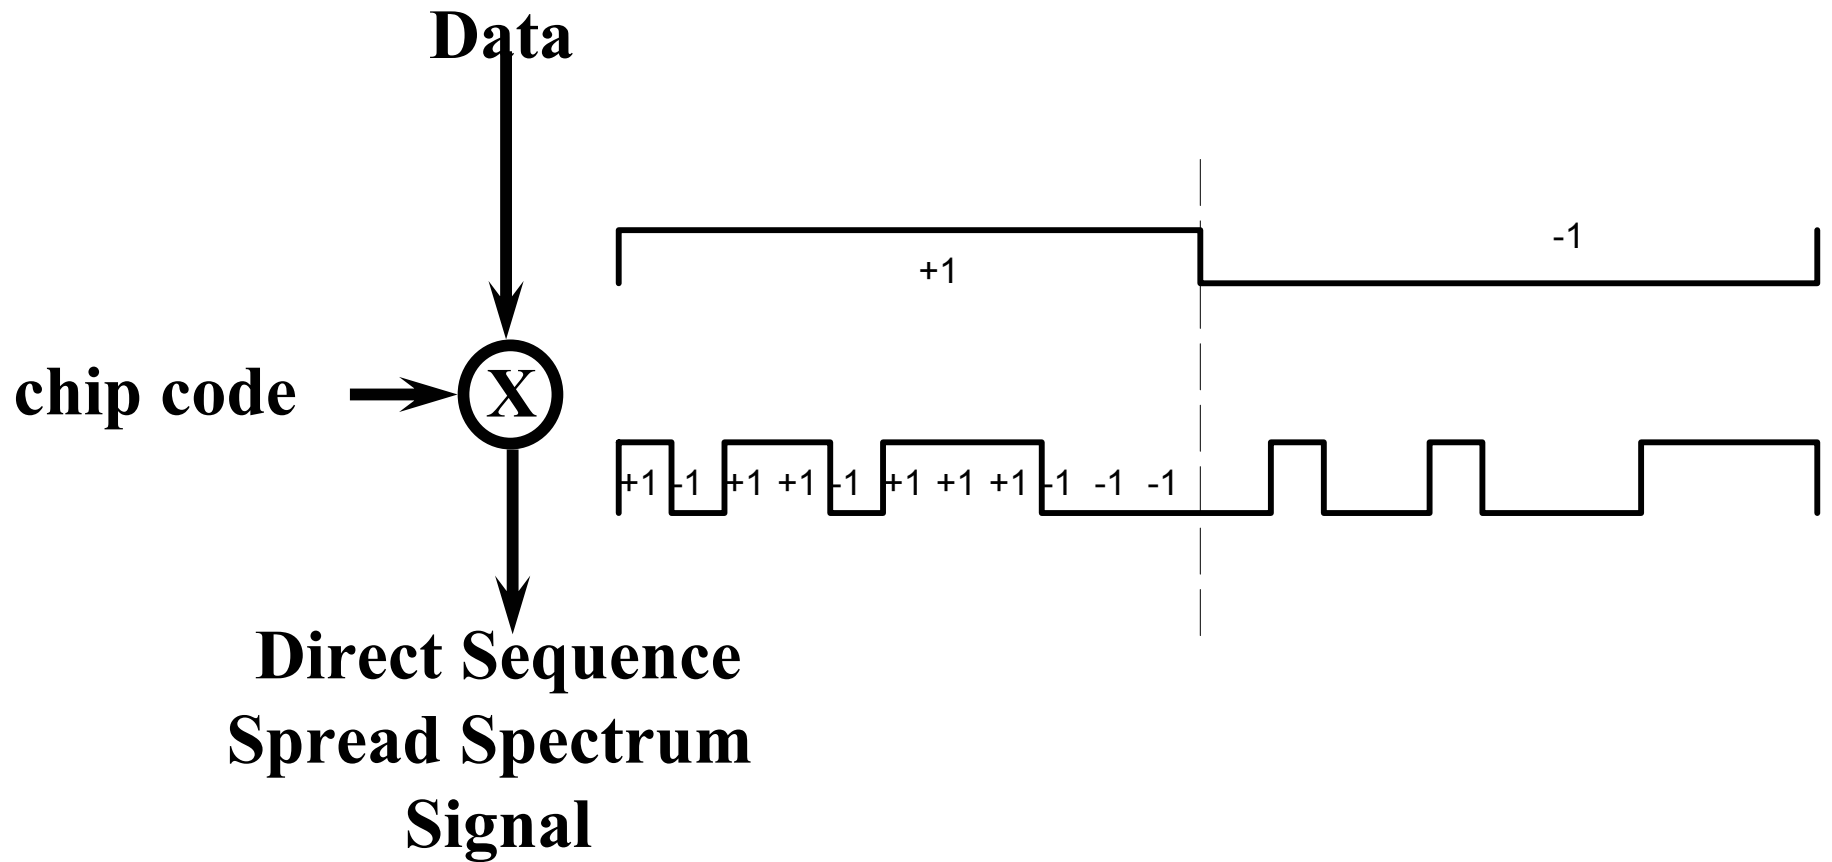 Data
+1
-1
chip code
X
+1 -1 +1 +1 -1 +1 +1 +1 -1 -1 -1
Direct Sequence
Spread Spectrum
Signal